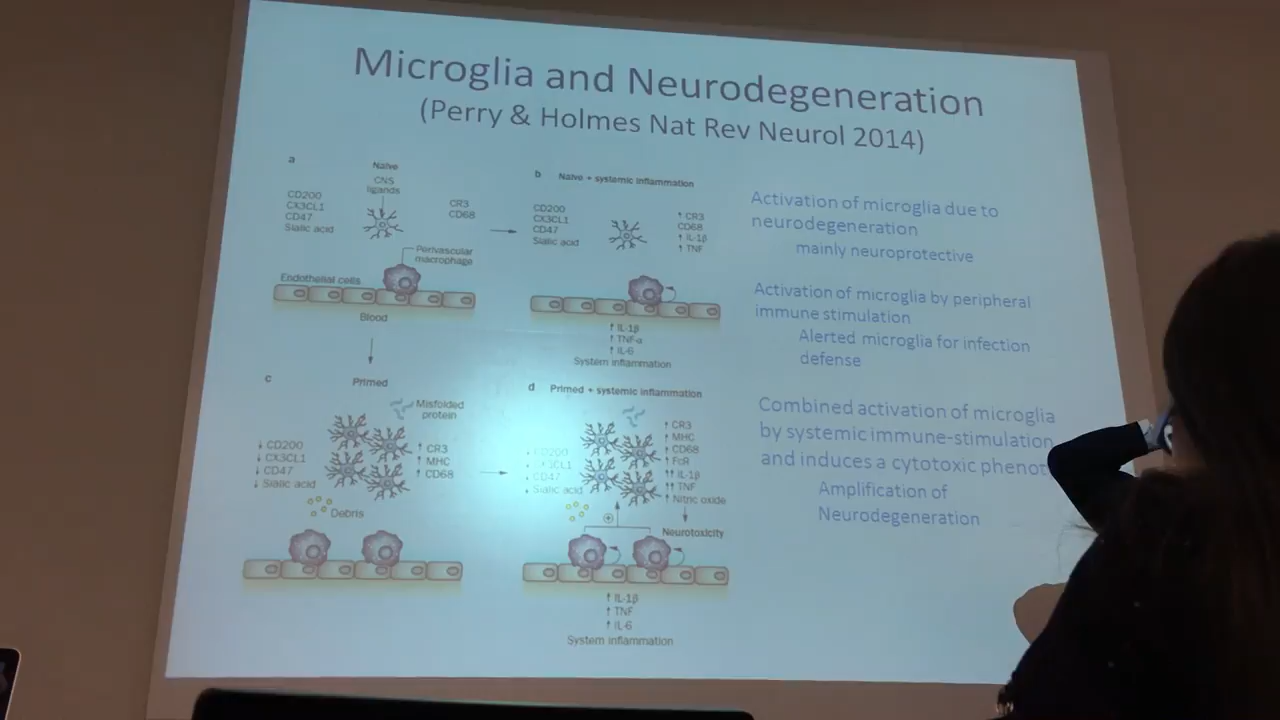 Microglia and Neurodegeneration
(Perry & Holmes Nat Rev Neurol 2014)
a
Naive
CNS
ligands
CD200
CX3CL1
CD47
Sialic acid
CR3
CD68
Perivascular
macrophage
Endothelial cells
Blood
b Naive + systemic inflammation
CD200
CX3CL1
CD47
Sialic acid
↑ CR3
CD68
↑ IL-1β
↑ TNF
↑ IL-1β
↑ TNF-α
↑ IL-6
System inflammation
c Primed
Misfolded
protein
↓ CD200
↓ CX3CL1
↓ CD47
↓ Sialic acid
↑ CR3
↑ MHC
↑ CD68
Debris
d Primed + systemic inflammation
↓ CD200
↓ CX3CL1
↓ CD47
↓ Sialic acid
↑ CR3
↑ MHC
↑ CD68
↑ FcR
↑↑ IL-1β
↑↑ TNF
↑ Nitric oxide
Neurotoxicity
↑ IL-1β
↑ TNF
↑ IL-6
System inflammation
Activation of microglia due to
neurodegeneration
mainly neuroprotective
Activation of microglia by peripheral
immune stimulation
Alerted microglia for infection
defense
Combined activation of microglia
by systemic immune-stimulation
and induces a cytotoxic phenot
Amplification of
Neurodegeneration